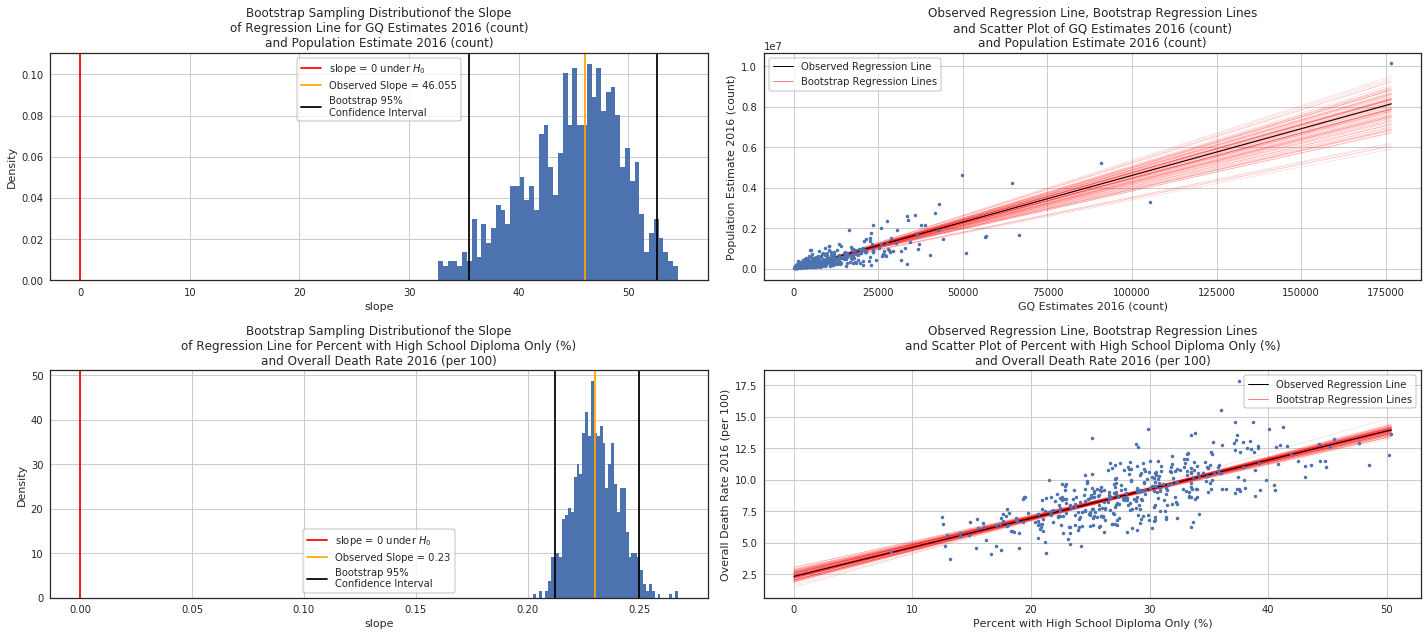 Bootstrap Sampling Distributionof the Slope
of Regression Line for GQ Estimates 2016 (count)
and Population Estimate 2016 (count)
Density
0.10
0.08
0.06
0.04
0.02
0.00
slope = 0 under H0
Observed Slope = 46.055
Bootstrap 95%
Confidence Interval
0 10 20 30 40 50
slope
Observed Regression Line, Bootstrap Regression Lines
and Scatter Plot of GQ Estimates 2016 (count)
and Population Estimate 2016 (count)
1e7
Population Estimate 2016 (count)
1.0
0.8
0.6
0.4
0.2
0.0
Observed Regression Line
Bootstrap Regression Lines
0 25000 50000 75000 100000 125000 150000 175000
GQ Estimates 2016 (count)
Bootstrap Sampling Distributionof the Slope
of Regression Line for Percent with High School Diploma Only (%)
and Overall Death Rate 2016 (per 100)
Density
50
40
30
20
10
0
slope = 0 under H0
Observed Slope = 0.23
Bootstrap 95%
Confidence Interval
0.00 0.05 0.10 0.15 0.20 0.25
slope
Observed Regression Line, Bootstrap Regression Lines
and Scatter Plot of Percent with High School Diploma Only (%)
and Overall Death Rate 2016 (per 100)
Overall Death Rate 2016 (per 100)
17.5
15.0
12.5
10.0
7.5
5.0
2.5
Observed Regression Line
Bootstrap Regression Lines
0 10 20 30 40 50
Percent with High School Diploma Only (%)